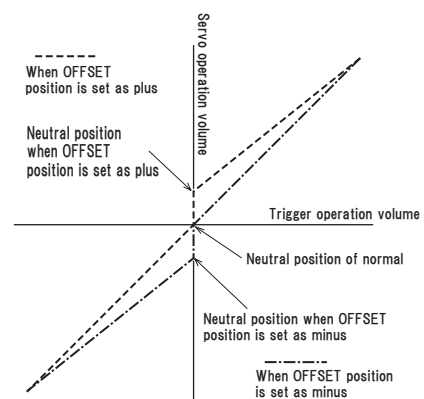 Servo operation volume
When OFFSET
position is set as plus
Neutral position
when OFFSET
position is set as plus
Trigger operation volume
Neutral position of normal
Neutral position when OFFSET
position is set as minus
When OFFSET position
is set as minus